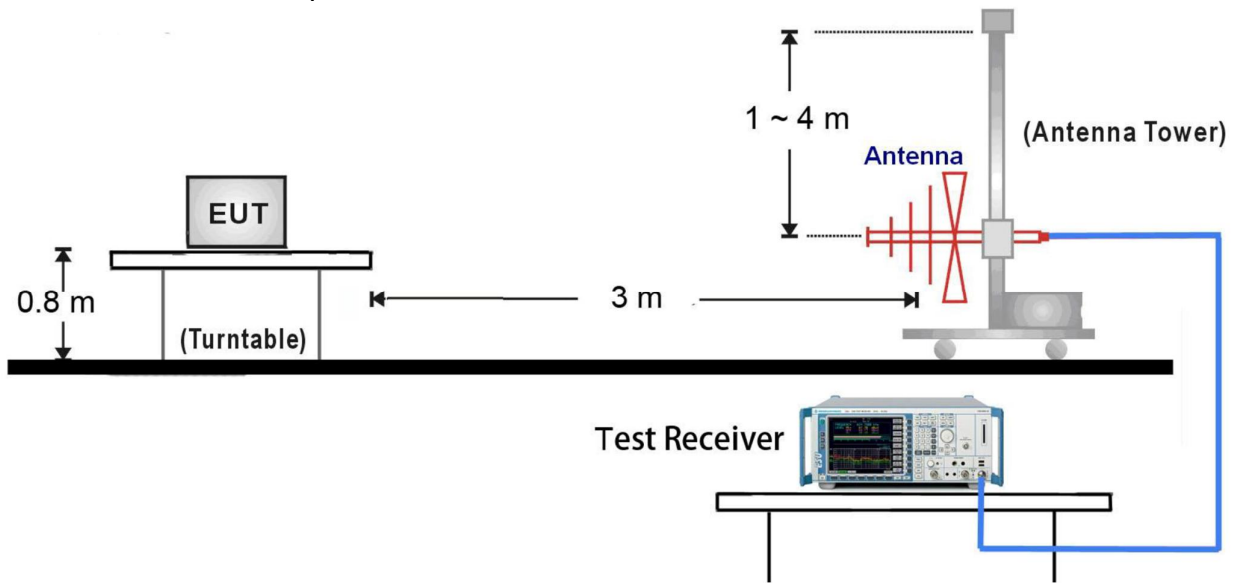 1 ~ 4 m
(Antenna Tower)
Antenna
EUT
0.8 m
3 m
(Turntable)
Test Receiver